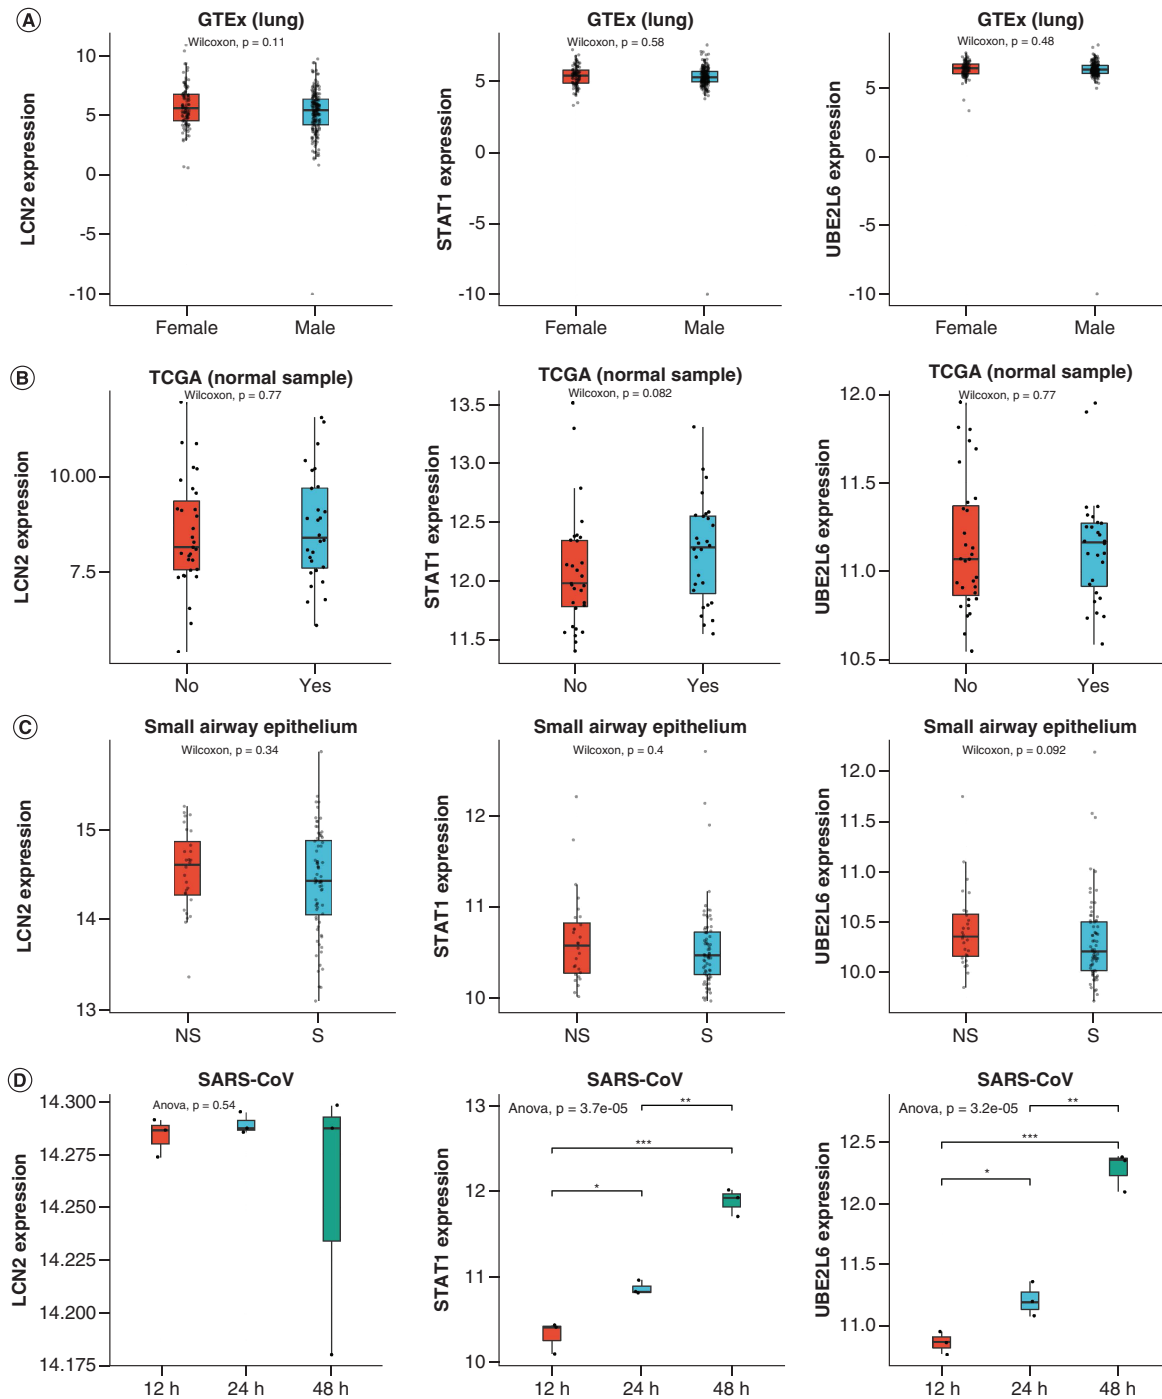 A
GTEx (lung)
Wilcoxon, p = 0.11
LCN2 expression
10
5
0
-5
-10
Female
Male
GTEx (lung)
Wilcoxon, p = 0.58
STAT1 expression
5
0
-5
-10
Female
Male
GTEx (lung)
Wilcoxon, p = 0.48
UBE2L6 expression
5
0
-5
-10
Female
Male
B
TCGA (normal sample)
Wilcoxon, p = 0.77
LCN2 expression
10.00
7.5
No
Yes
TCGA (normal sample)
Wilcoxon, p = 0.082
STAT1 expression
13.5
13.0
12.5
12.0
11.5
No
Yes
TCGA (normal sample)
Wilcoxon, p = 0.77
UBE2L6 expression
12.0
11.5
11.0
10.5
No
Yes
C
Small airway epithelium
Wilcoxon, p = 0.34
LCN2 expression
15
14
13
NS
S
Small airway epithelium
Wilcoxon, p = 0.4
STAT1 expression
12
11
10
NS
S
Small airway epithelium
Wilcoxon, p = 0.092
UBE2L6 expression
12.0
11.5
11.0
10.5
10.0
NS
S
D
SARS-CoV
Anova, p = 0.54
LCN2 expression
14.300
14.275
14.250
14.225
14.200
14.175
12 h
24 h
48 h
SARS-CoV
Anova, p = 3.7e-05
**
***
*
STAT1 expression
13
12
11
10
12 h
24 h
48 h
SARS-CoV
Anova, p = 3.2e-05
**
***
*
UBE2L6 expression
12.5
12.0
11.5
11.0
12 h
24 h
48 h